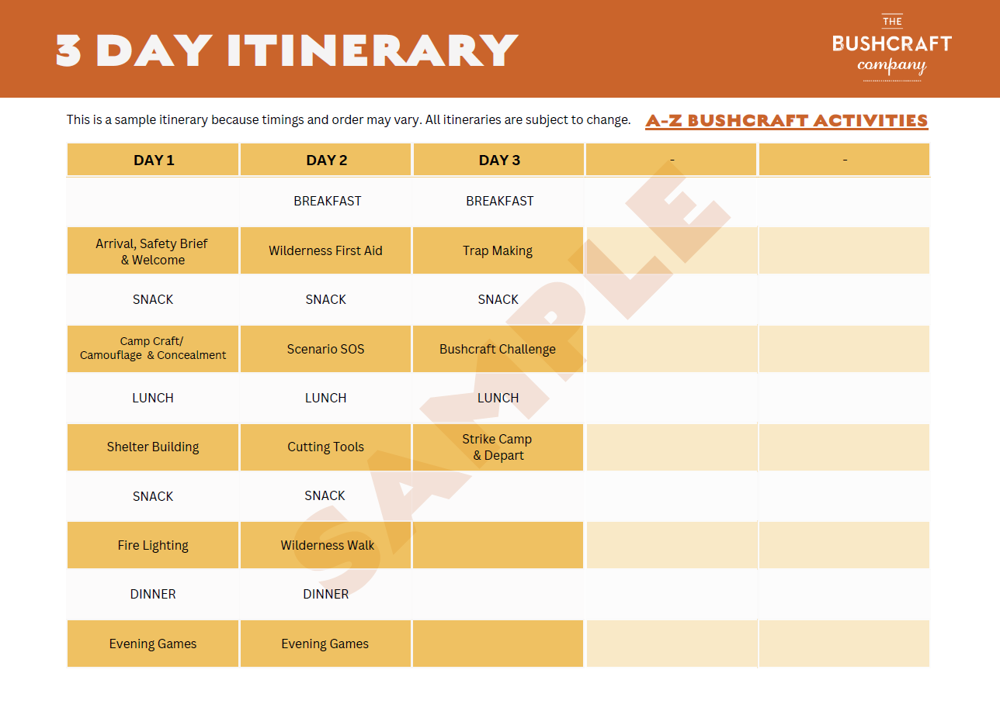 3 DAY ITINERARY
THE
BUSHCRAFT
company
This is a sample itinerary because timings and order may vary. All itineraries are subject to change.
A-Z BUSHCRAFT ACTIVITIES
DAY 1 DAY 2 DAY 3 - -
BREAKFAST BREAKFAST
Arrival, Safety Brief
& Welcome
Wilderness First Aid
Trap Making
SNACK SNACK SNACK
Camp Craft/
Camouflage & Concealment
Scenario SOS
Bushcraft Challenge
LUNCH LUNCH LUNCH
Shelter Building
Cutting Tools
Strike Camp
& Depart
SNACK SNACK
Fire Lighting Wilderness Walk
DINNER DINNER
Evening Games Evening Games
SAMPLE